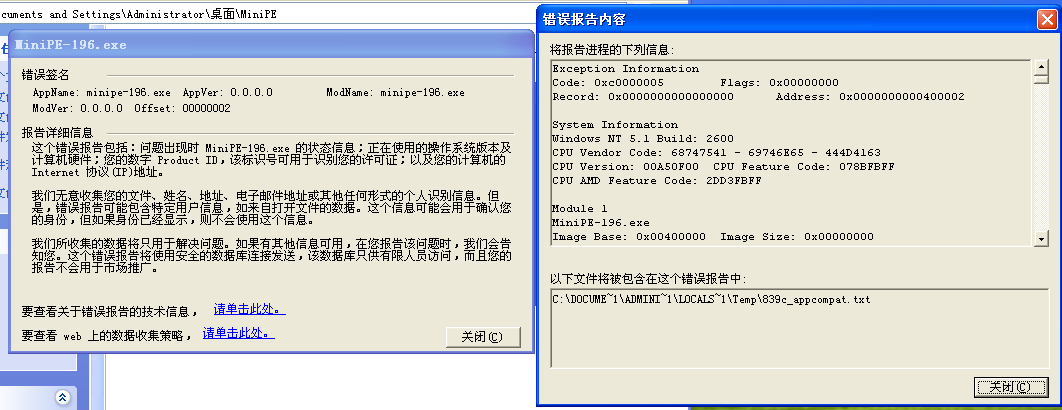 cuments and Settings\Administrator\桌面\MiniPE
MiniPE-196.exe
错误签名
AppName: minipe-196.exe AppVer: 0.0.0.0 ModName: minipe-196.exe
ModVer: 0.0.0.0 Offset: 00000002
报告详细信息
这个错误报告包括：问题出现时 MiniPE-196.exe 的状态信息；正在使用的操作系统版本及
计算机硬件；您的数字 Product ID，该标识号可用于识别您的许可证；以及您的计算机的
Internet 协议(IP)地址。
我们无意收集您的文件、姓名、地址、电子邮件地址或其他任何形式的个人识别信息。但
是，错误报告可能包含特定用户信息，如来自打开文件的数据。这个信息可能会用于确认您
的身份，但如果身份已经显示，则不会使用这个信息。
我们所收集的数据将只用于解决问题。如果有其他信息可用，在您报告该问题时，我们会告
知您。这个错误报告将使用安全的数据库连接发送，该数据库只供有限人员访问，而且您的
报告不会用于市场推广。
要查看关于错误报告的技术信息， 请单击此处。
要查看 web 上的数据收集策略， 请单击此处。
关闭(C)
错误报告内容
将报告进程的下列信息:
Exception Information
Code: 0xc0000005 Flags: 0x00000000
Record: 0x0000000000000000 Address: 0x0000000000400002
System Information
Windows NT 5.1 Build: 2600
CPU Vendor Code: 68747541 - 69746E65 - 444D4163
CPU Version: 00A50F00 CPU Feature Code: 078BFBFF
CPU AMD Feature Code: 2DD3FBFF
Module 1
MiniPE-196.exe
Image Base: 0x00400000 Image Size: 0x00000000
以下文件将被包含在这个错误报告中:
C:\DOCUME~1\ADMINI~1\LOCALS~1\Temp\839c_appcompat.txt
关闭(C)